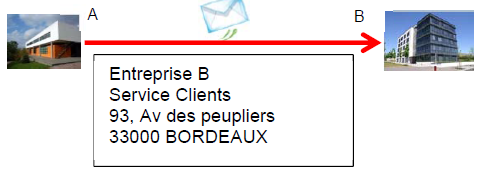 A
B
Entreprise B
Service Clients
93, Av des peupliers
33000 BORDEAUX